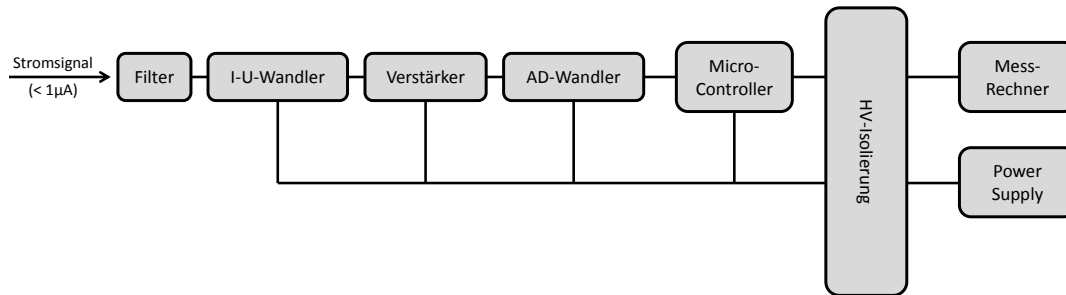 Stromsignal
(< 1µA)
Filter
I-U-Wandler
Verstärker
AD-Wandler
Micro-
Controller
HV-Isolierung
Mess-
Rechner
Power
Supply